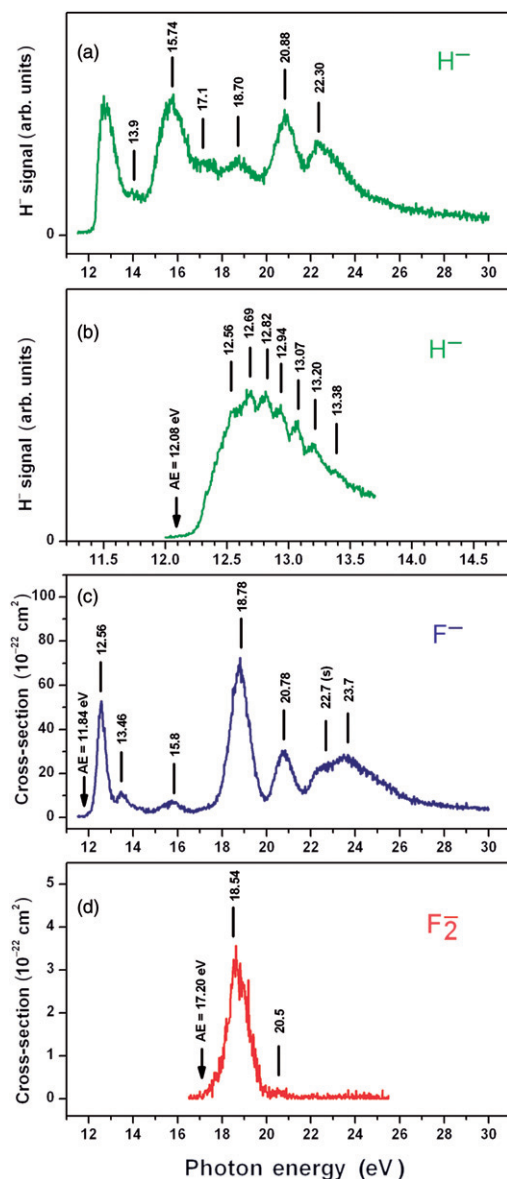 (a)
H⁻
13.9
15.74
17.1
18.70
20.88
22.30
H⁻ signal (arb. units)
0
12 14 16 18 20 22 24 26 28 30
(b)
H⁻
AE = 12.08 eV
12.56
12.69
12.82
12.94
13.07
13.20
13.38
H⁻ signal (arb. units)
0
11.5 12.0 12.5 13.0 13.5 14.0 14.5
(c)
F⁻
AE = 11.84 eV
12.56
13.46
15.8
18.78
20.78
22.7 (s)
23.7
Cross-section (10⁻²² cm²)
100
80
60
40
20
0
12 14 16 18 20 22 24 26 28 30
(d)
F₂⁻
AE = 17.20 eV
18.54
20.5
Cross-section (10⁻²² cm²)
5
4
3
2
1
0
12 14 16 18 20 22 24 26 28 30
Photon energy (eV)